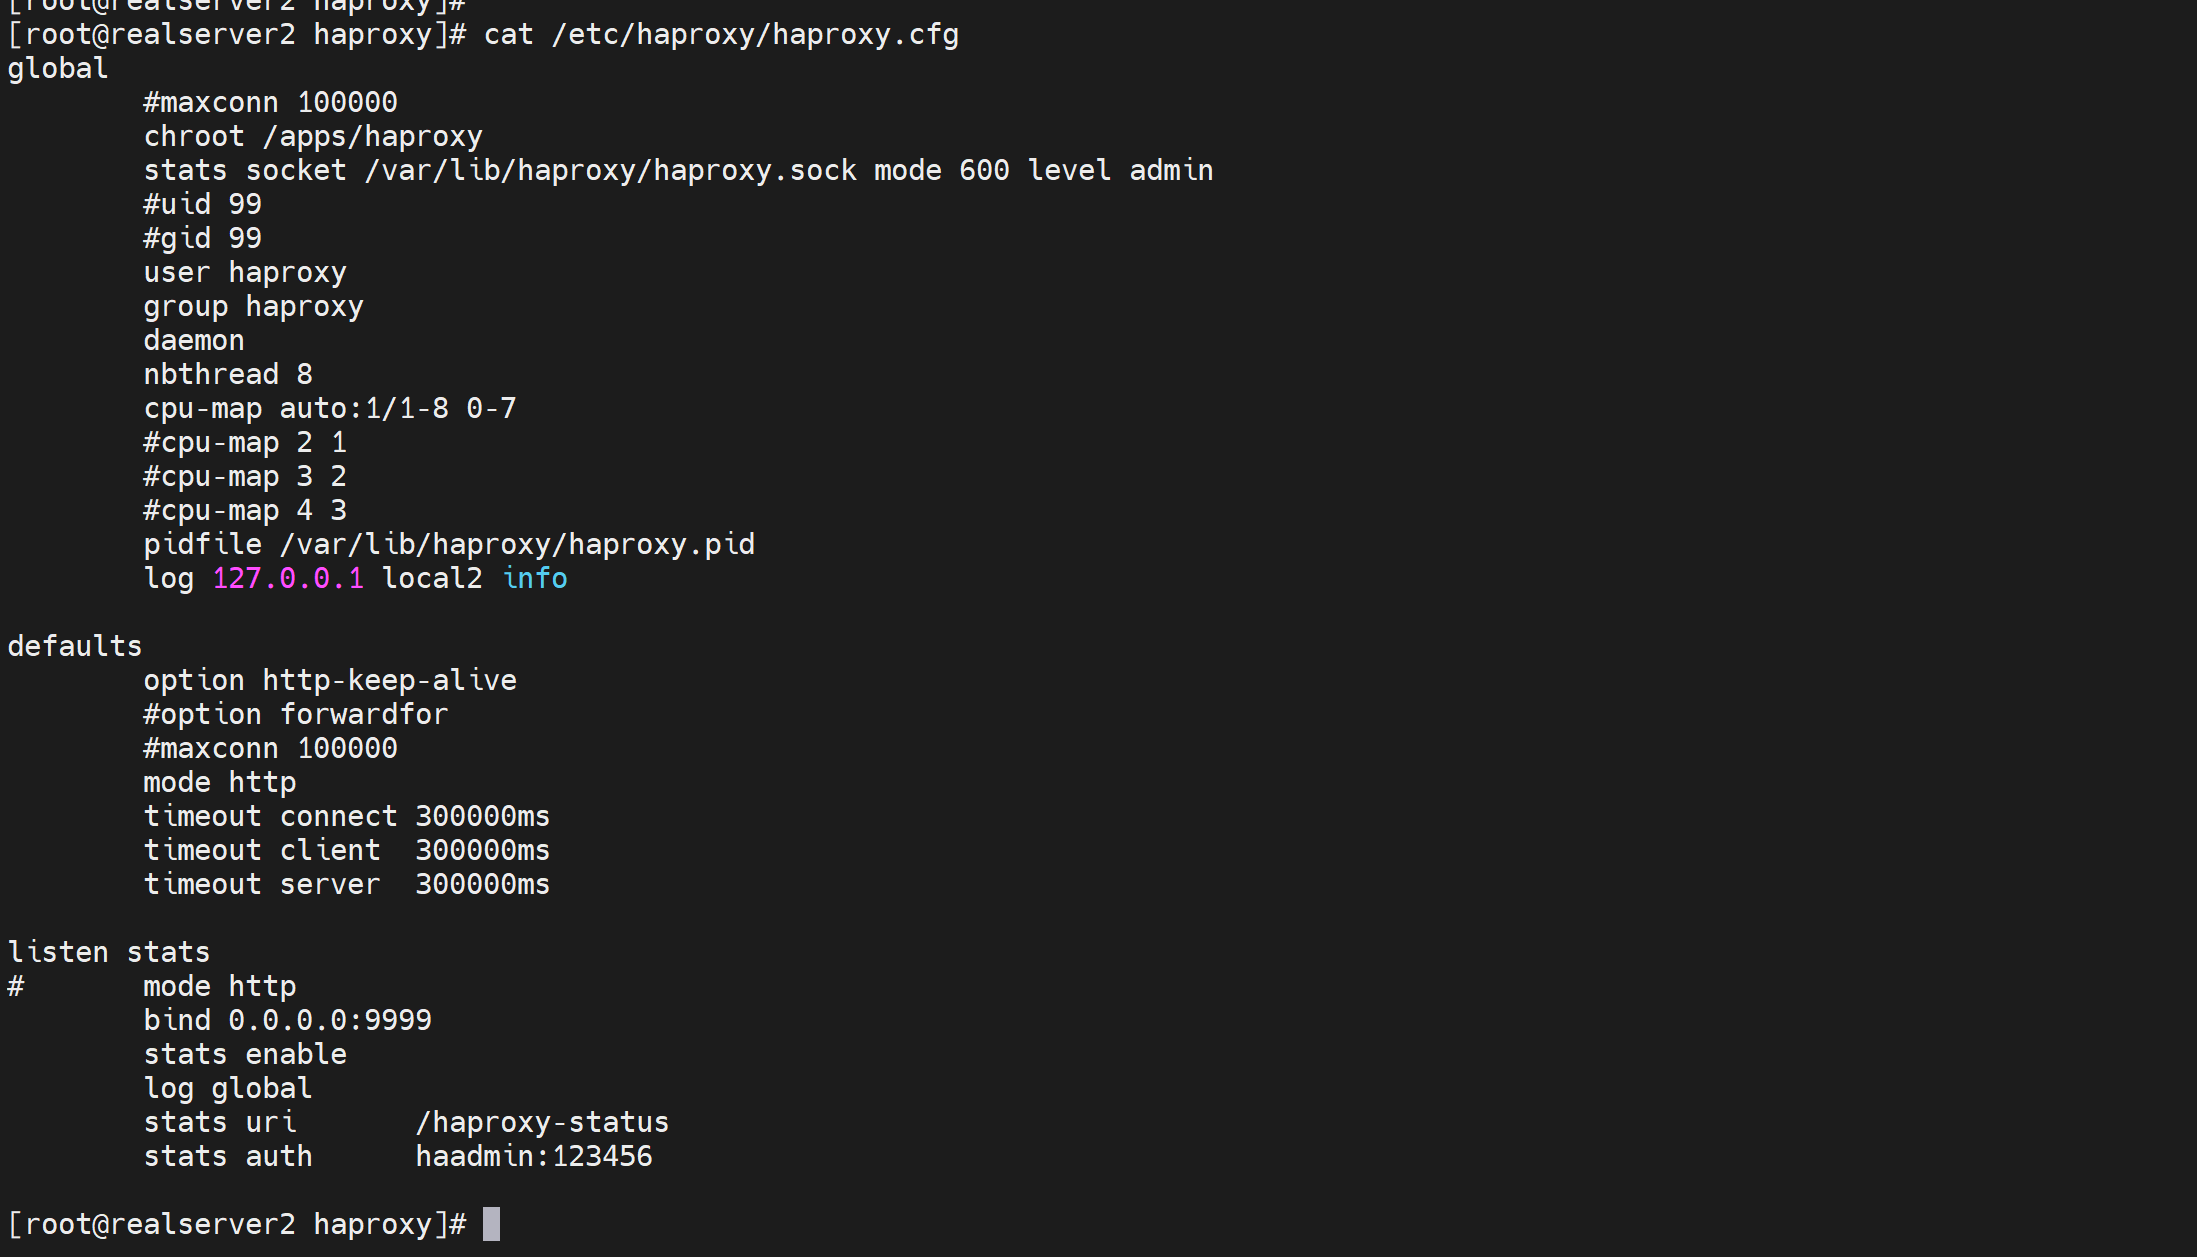 [root@realserver2 haproxy]#
[root@realserver2 haproxy]# cat /etc/haproxy/haproxy.cfg
global
        #maxconn 100000
        chroot /apps/haproxy
        stats socket /var/lib/haproxy/haproxy.sock mode 600 level admin
        #uid 99
        #gid 99
        user haproxy
        group haproxy
        daemon
        nbthread 8
        cpu-map auto:1/1-8 0-7
        #cpu-map 2 1
        #cpu-map 3 2
        #cpu-map 4 3
        pidfile /var/lib/haproxy/haproxy.pid
        log 127.0.0.1 local2 info

defaults
        option http-keep-alive
        #option forwardfor
        #maxconn 100000
        mode http
        timeout connect 300000ms
        timeout client  300000ms
        timeout server  300000ms

listen stats
#       mode http
        bind 0.0.0.0:9999
        stats enable
        log global
        stats uri       /haproxy-status
        stats auth      haadmin:123456

[root@realserver2 haproxy]#